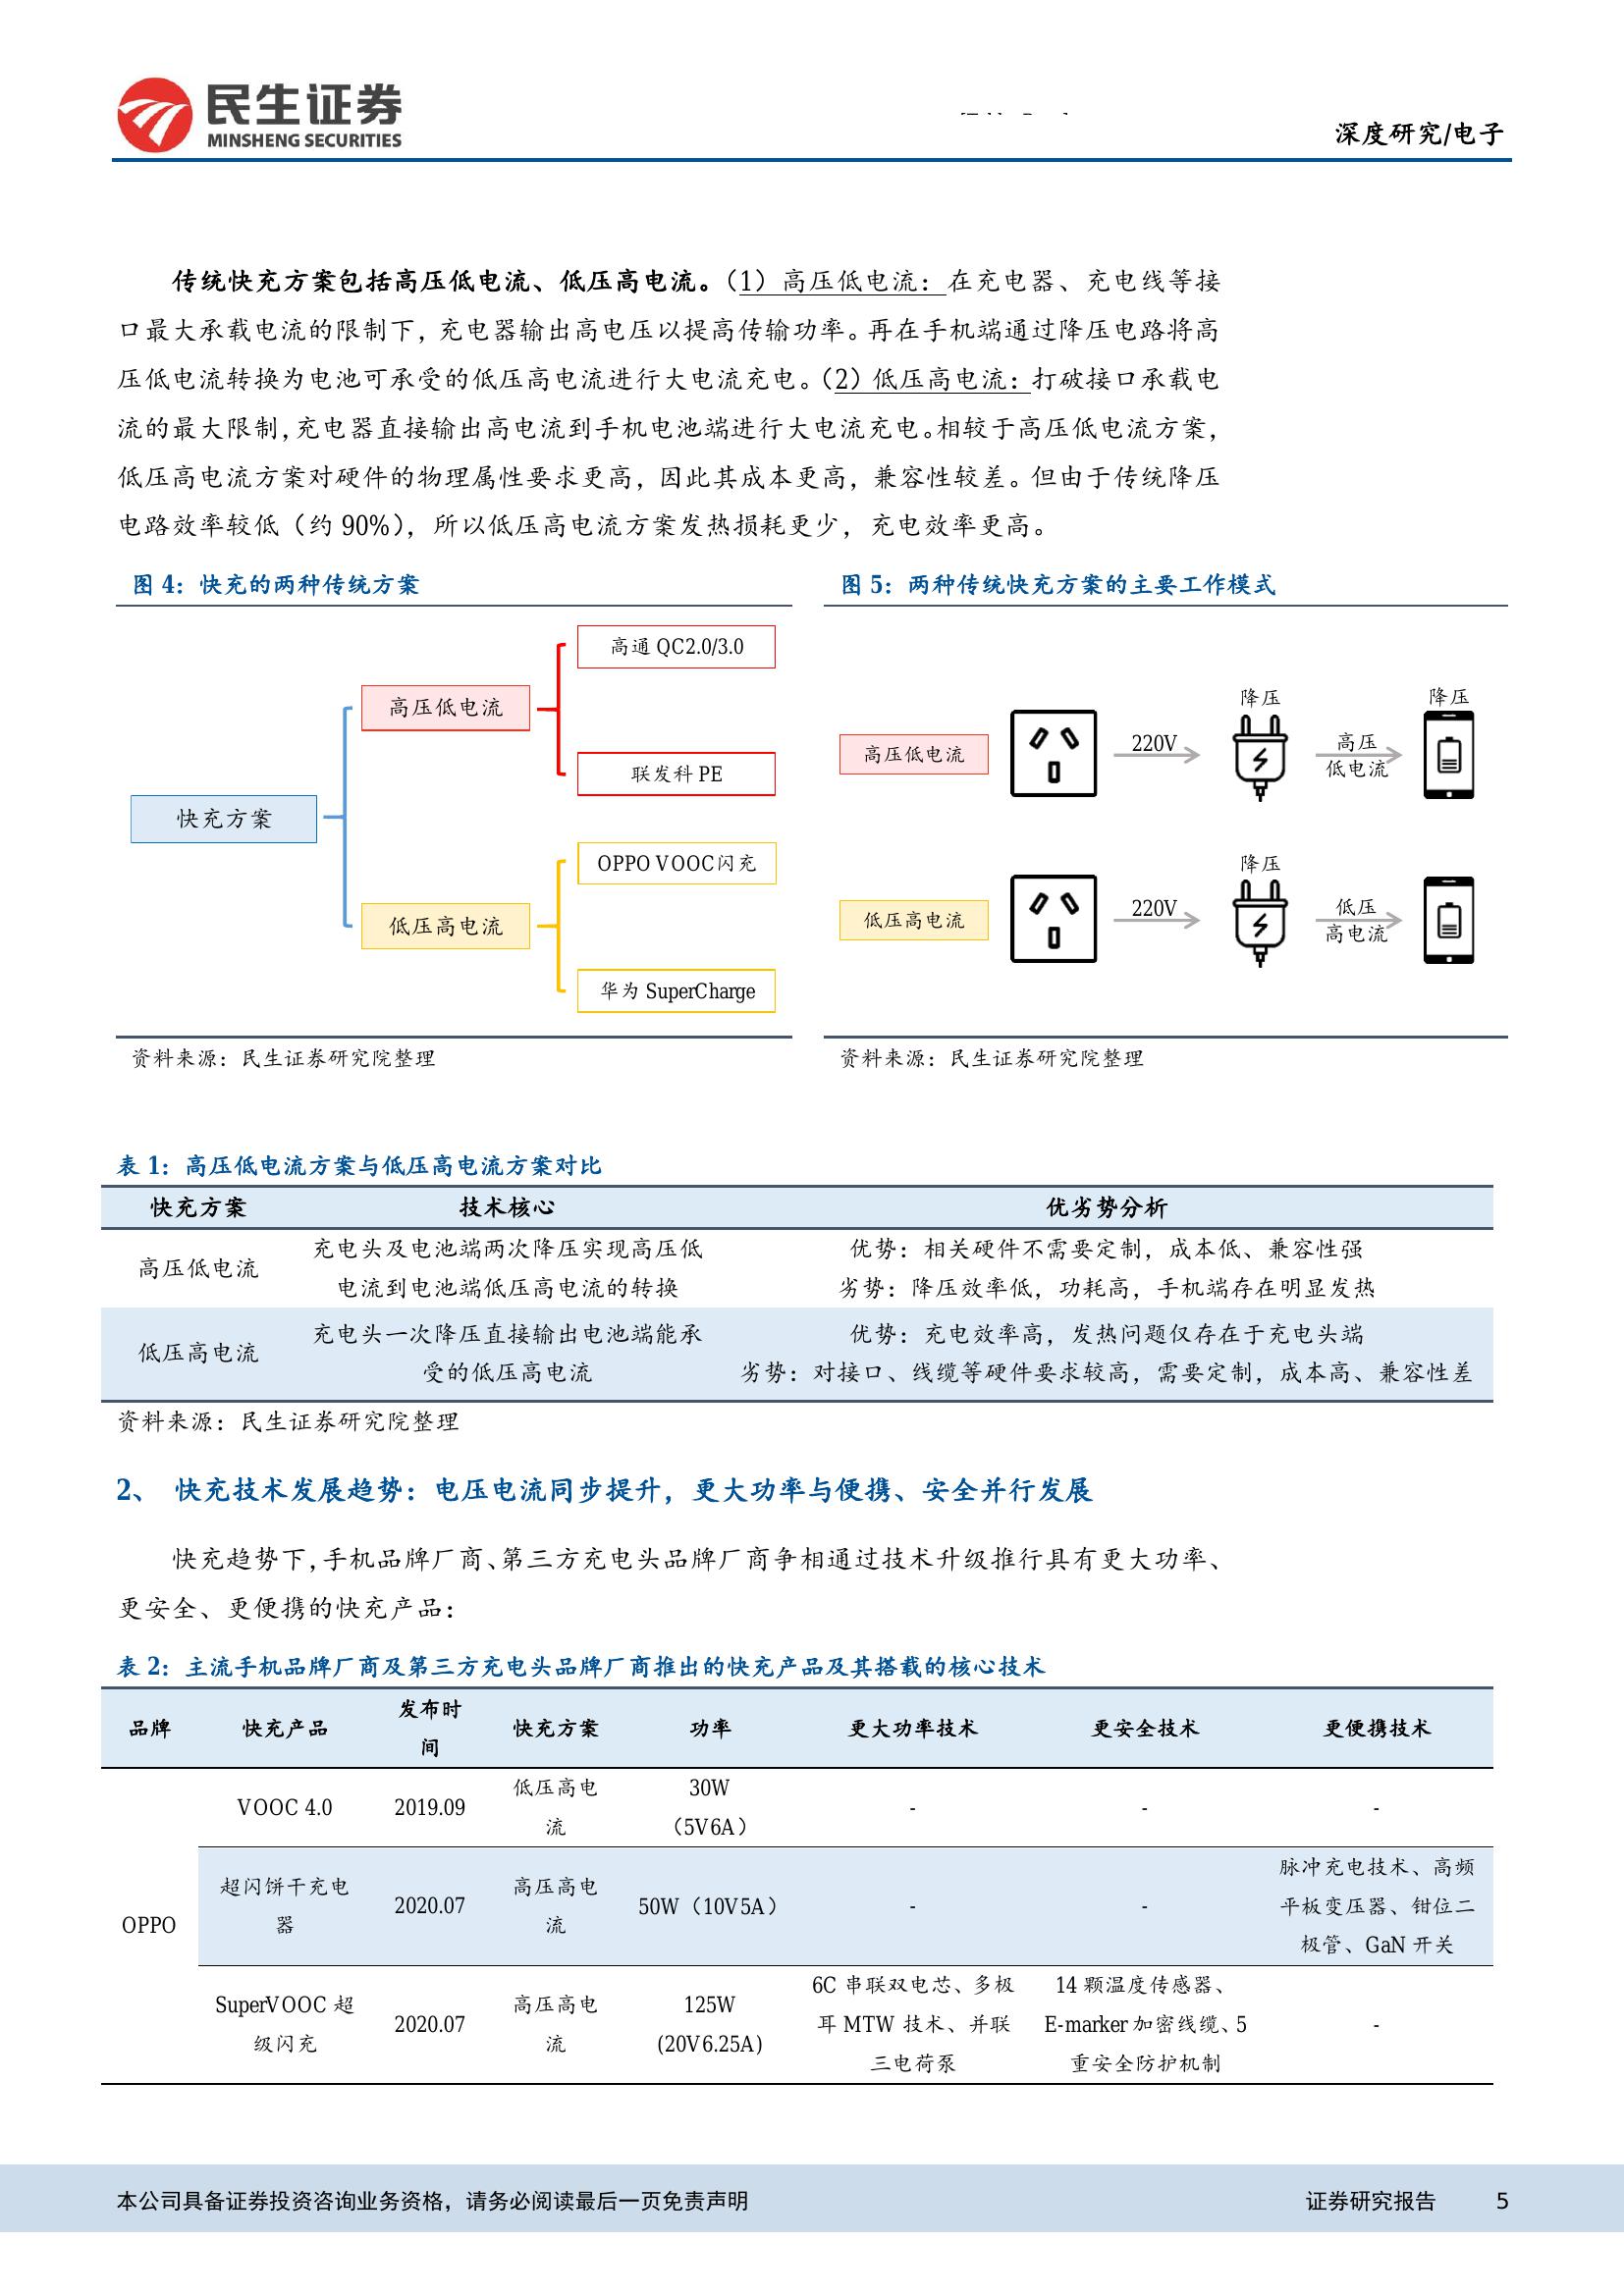 民生证券
MINSHENG SECURITIES
深度研究/电子
传统快充方案包括高压低电流、低压高电流。（1）高压低电流：在充电器、充电线等接
口最大承载电流的限制下，充电器输出高电压以提高传输功率。再在手机端通过降压电路将高
压低电流转换为电池可承受的低压高电流进行大电流充电。（2）低压高电流：打破接口承载电
流的最大限制，充电器直接输出高电流到手机电池端进行大电流充电。相较于高压低电流方案，
低压高电流方案对硬件的物理属性要求更高，因此其成本更高，兼容性较差。但由于传统降压
电路效率较低（约 90%），所以低压高电流方案发热损耗更少，充电效率更高。
图 4：快充的两种传统方案
快充方案
高压低电流
高通 QC2.0/3.0
联发科 PE
低压高电流
OPPO VOOC闪充
华为 SuperCharge
资料来源：民生证券研究院整理
图 5：两种传统快充方案的主要工作模式
降压 降压
高压低电流 220V 高压
低电流
降压
低压高电流 220V 低压
高电流
资料来源：民生证券研究院整理
表 1：高压低电流方案与低压高电流方案对比
快充方案 技术核心 优劣势分析
高压低电流 充电头及电池端两次降压实现高压低 优势：相关硬件不需要定制，成本低、兼容性强
电流到电池端低压高电流的转换 劣势：降压效率低，功耗高，手机端存在明显发热
低压高电流 充电头一次降压直接输出电池端能承 优势：充电效率高，发热问题仅存在于充电头端
受的低压高电流 劣势：对接口、线缆等硬件要求较高，需要定制，成本高、兼容性差
资料来源：民生证券研究院整理
2、 快充技术发展趋势：电压电流同步提升，更大功率与便携、安全并行发展
快充趋势下，手机品牌厂商、第三方充电头品牌厂商争相通过技术升级推行具有更大功率、
更安全、更便携的快充产品：
表 2：主流手机品牌厂商及第三方充电头品牌厂商推出的快充产品及其搭载的核心技术
品牌 快充产品 发布时 快充方案 功率 更大功率技术 更安全技术 更便携技术
间
VOOC 4.0 2019.09 低压高电 30W - - -
流 （5V6A）
OPPO
超闪饼干充电 2020.07 高压高电 50W（10V5A） - - 脉冲充电技术、高频
器 流 平板变压器、钳位二
极管、GaN 开关
SuperVOOC 超 2020.07 高压高电 125W 6C 串联双电芯、多极 14 颗温度传感器、 -
级闪充 流 (20V6.25A) 耳 MTW 技术、并联 E-marker 加密线缆、5
三电荷泵 重安全防护机制
本公司具备证券投资咨询业务资格，请务必阅读最后一页免责声明 证券研究报告 5